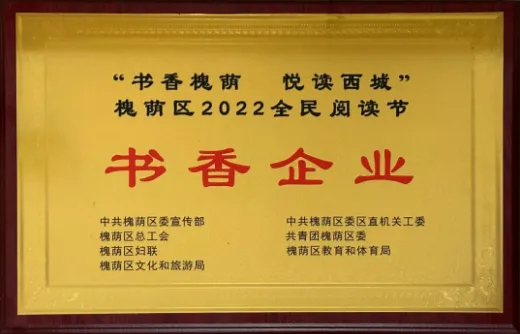 “书香槐荫 悦读西城”
槐荫区2022全民阅读节
书香企业
中共槐荫区委宣传部
槐荫区总工会
槐荫区妇联
槐荫区文化和旅游局
中共槐荫区委区直机关工委
共青团槐荫区委
槐荫区教育和体育局